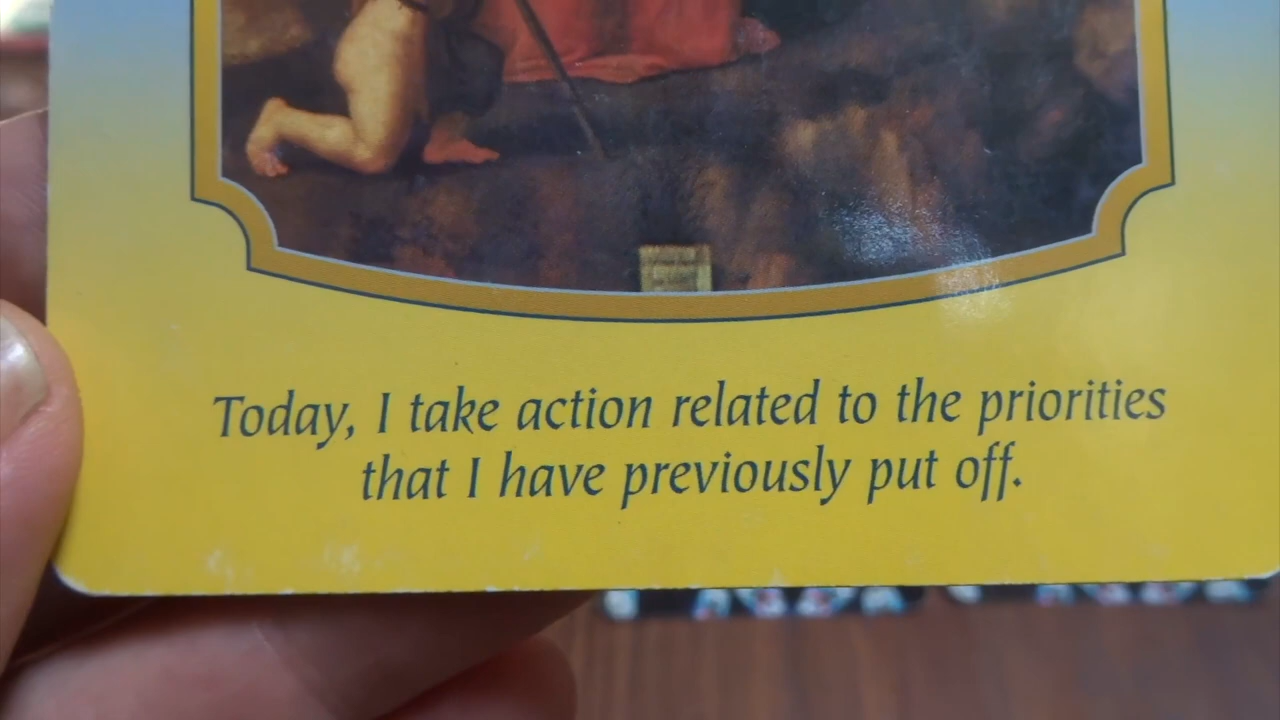 Today, I take action related to the priorities
that I have previously put off.